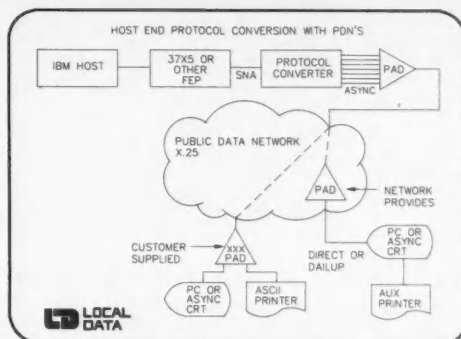 HOST END PROTOCOL CONVERSION WITH PDN'S
IBM HOST
37X5 OR
OTHER
FEP
SNA
PROTOCOL
CONVERTER
ASYNC
PAD
PUBLIC DATA NETWORK
X.25
PAD
NETWORK
PROVIDES
CUSTOMER
SUPPLIED
XXX
PAD
DIRECT OR
DAILUP
PC OR
ASYNC
CRT
PC OR
ASYNC
CRT
ASCII
PRINTER
AUX
PRINTER
LD LOCAL
DATA